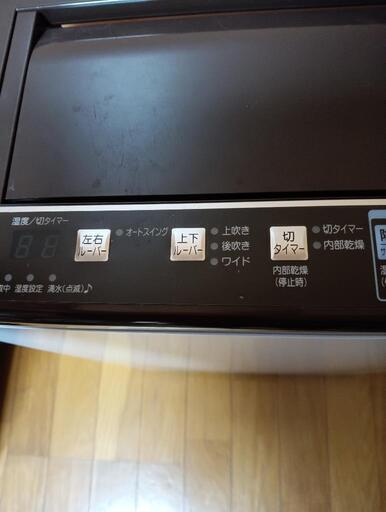 湿度/切タイマー
左右
ルーバー
オートスイング
上下
ルーバー
上吹き
後吹き
ワイド
切
タイマー
切タイマー
内部乾燥
内部乾燥
(停止時)
湿度設定
満水(点滅)♪